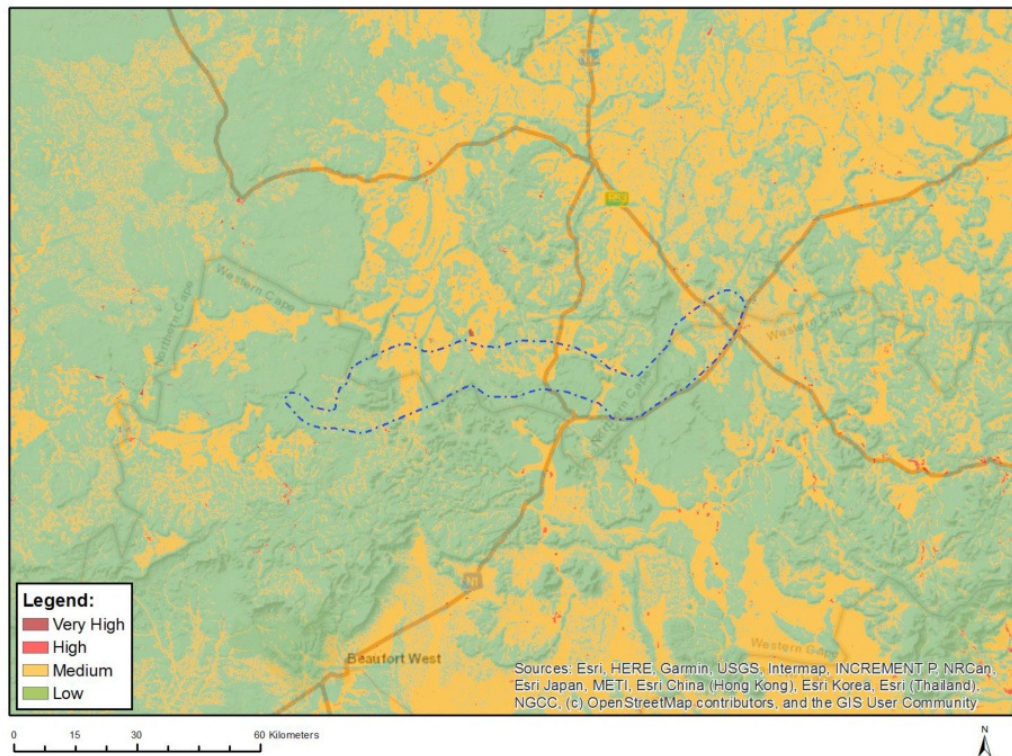 R63
Western Cape
Northern Cape
Western Cape
Northern Cape
N1
Western Cape
Beaufort West
Legend:
Very High
High
Medium
Low
Sources: Esri, HERE, Garmin, USGS, Intermap, INCREMENT P, NRCan,
Esri Japan, METI, Esri China (Hong Kong), Esri Korea, Esri (Thailand),
NGCC, (c) OpenStreetMap contributors, and the GIS User Community
0 15 30 60 Kilometers
N